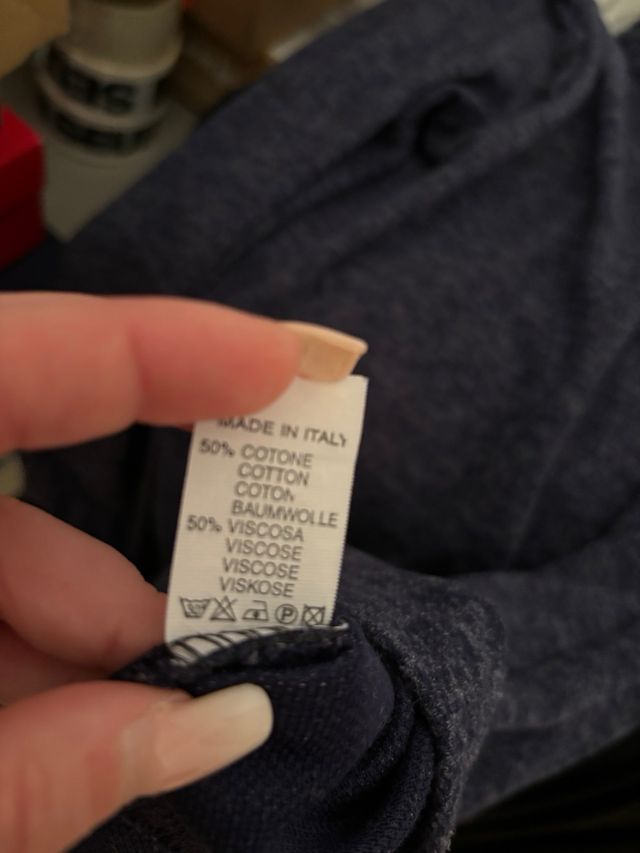 MADE IN ITALY
50% COTONE
COTTON
COTON
BAUMWOLLE
50% VISCOSA
VISCOSE
VISCOSE
VISKOSE
P